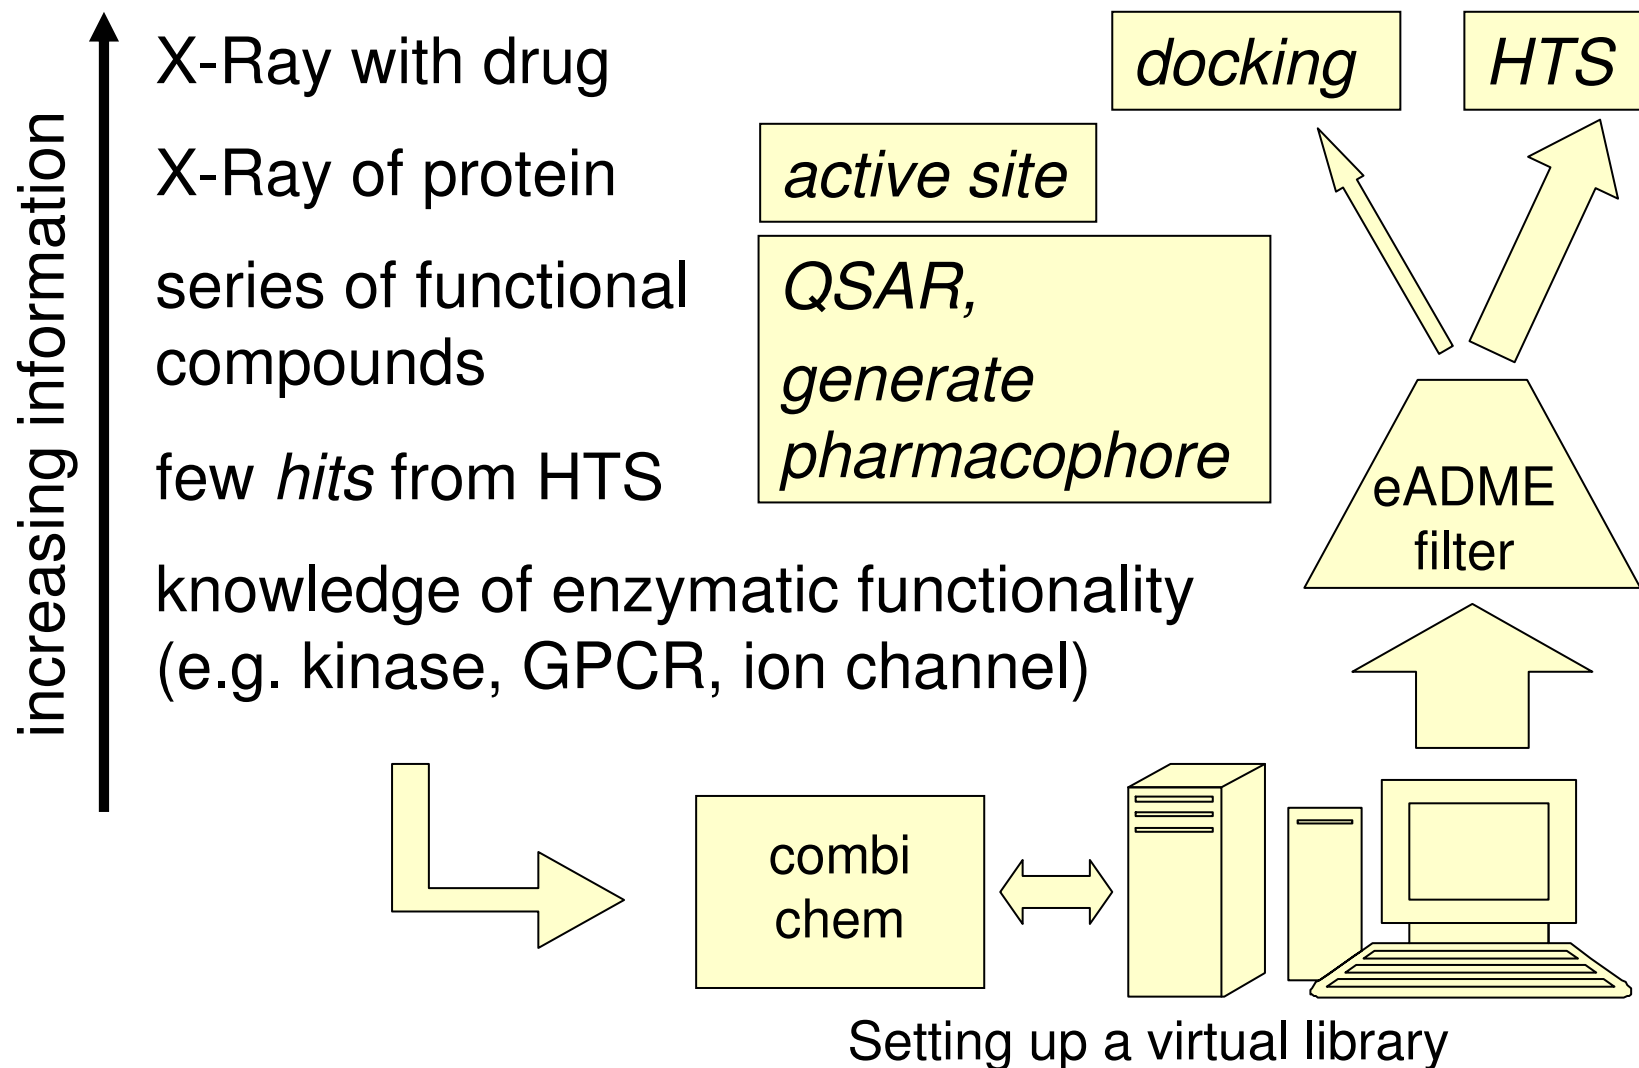 increasing information
X-Ray with drug
docking
HTS
X-Ray of protein
active site
series of functional
compounds
QSAR,
generate
pharmacophore
few hits from HTS
eADME
filter
knowledge of enzymatic functionality
(e.g. kinase, GPCR, ion channel)
combi
chem
Setting up a virtual library